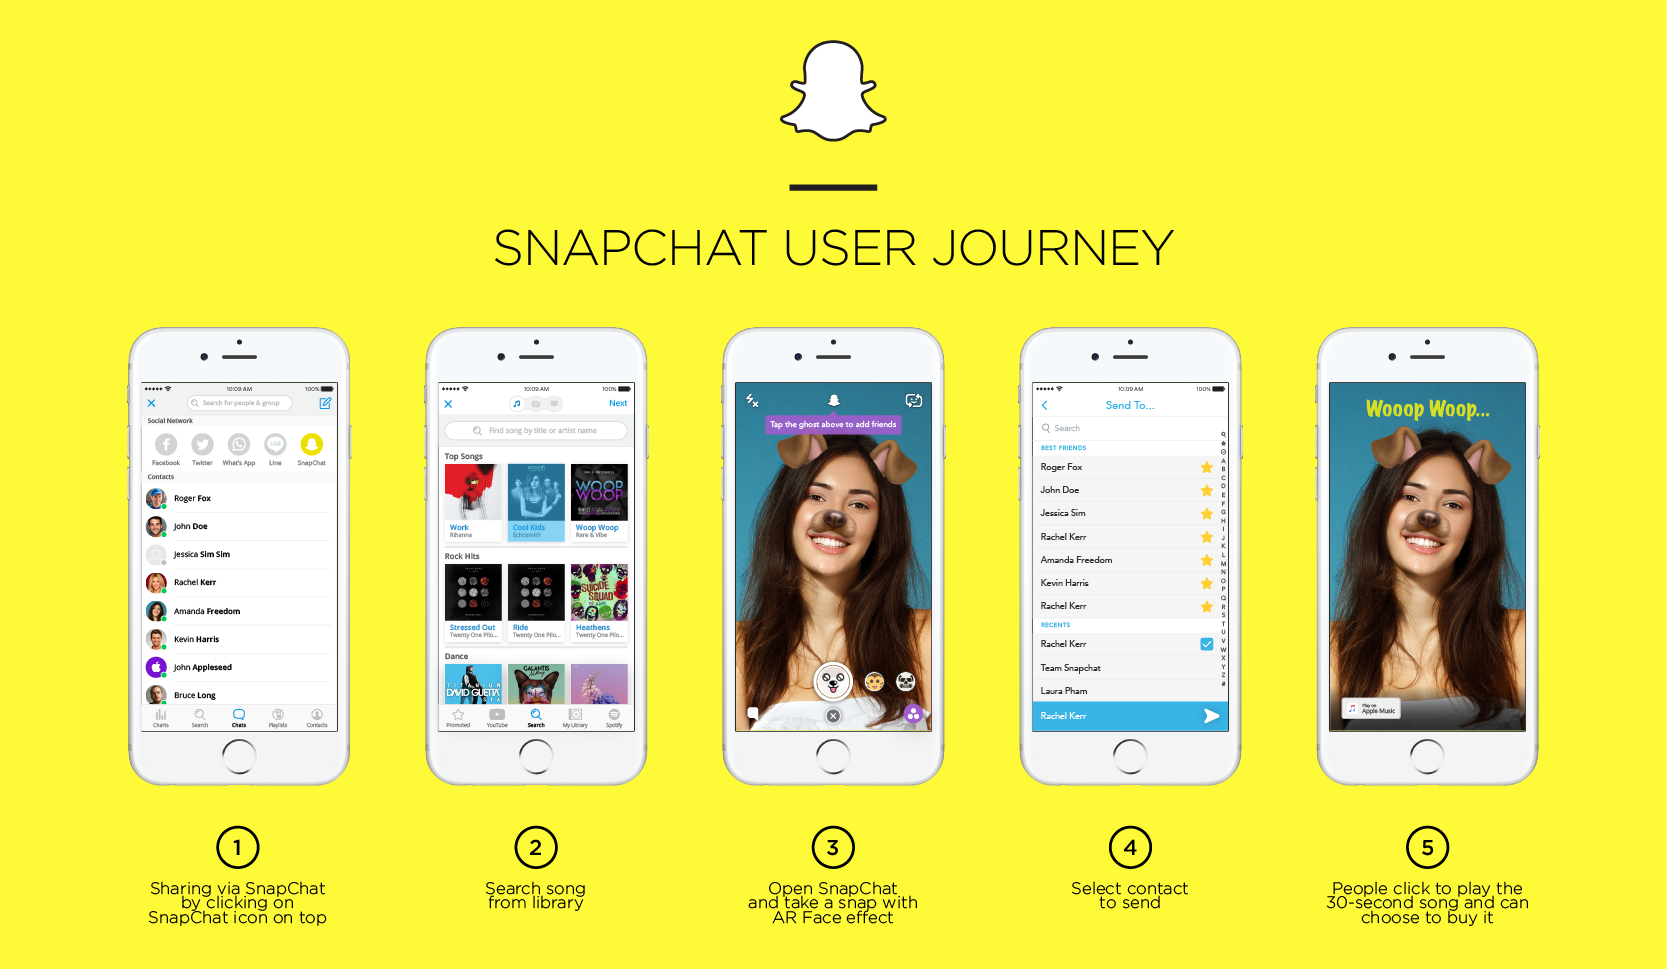 SNAPCHAT USER JOURNEY
10:09 AM
100%
Search for people & group
Social Network
Facebook
Twitter
What's App
Line
SnapChat
Contacts
Roger Fox
John Doe
Jessica Sim Sim
Rachel Kerr
Amanda Freedom
Kevin Harris
John Appleseed
Bruce Long
Charts
Search
Chats
Playlists
Contacts
10:09 AM
100%
Next
Find song by title or artist name
Top Songs
WOOP
WOOP
Work
Rihanna
Cool Kids
Echosmith
Woop Woop
Rare & Vibe
Rock Hits
SUICIDE
SQUAD
Stressed Out
Twenty One Pilo...
Ride
Twenty One Pilo...
Heathens
Twenty One Pilo...
Dance
TITANIUM
DAVID GUETTA
SIA
GALANTIS
Promoted
YouTube
Search
My Library
Spotify
Tap the ghost above to add friends
10:09 AM
100%
Send To...
Search
BEST FRIENDS
Roger Fox
John Doe
Jessica Sim
Rachel Kerr
Amanda Freedom
Kevin Harris
Rachel Kerr
RECENTS
Rachel Kerr
Team Snapchat
Laura Pham
Rachel Kerr
A
B
C
D
E
F
G
H
I
J
K
L
M
N
O
P
Q
R
S
T
U
V
W
X
Y
Z
#
Wooop Woop...
Play on
Apple Music
1
Sharing via SnapChat
by clicking on
SnapChat icon on top
2
Search song
from library
3
Open SnapChat
and take a snap with
AR Face effect
4
Select contact
to send
5
People click to play the
30-second song and can
choose to buy it